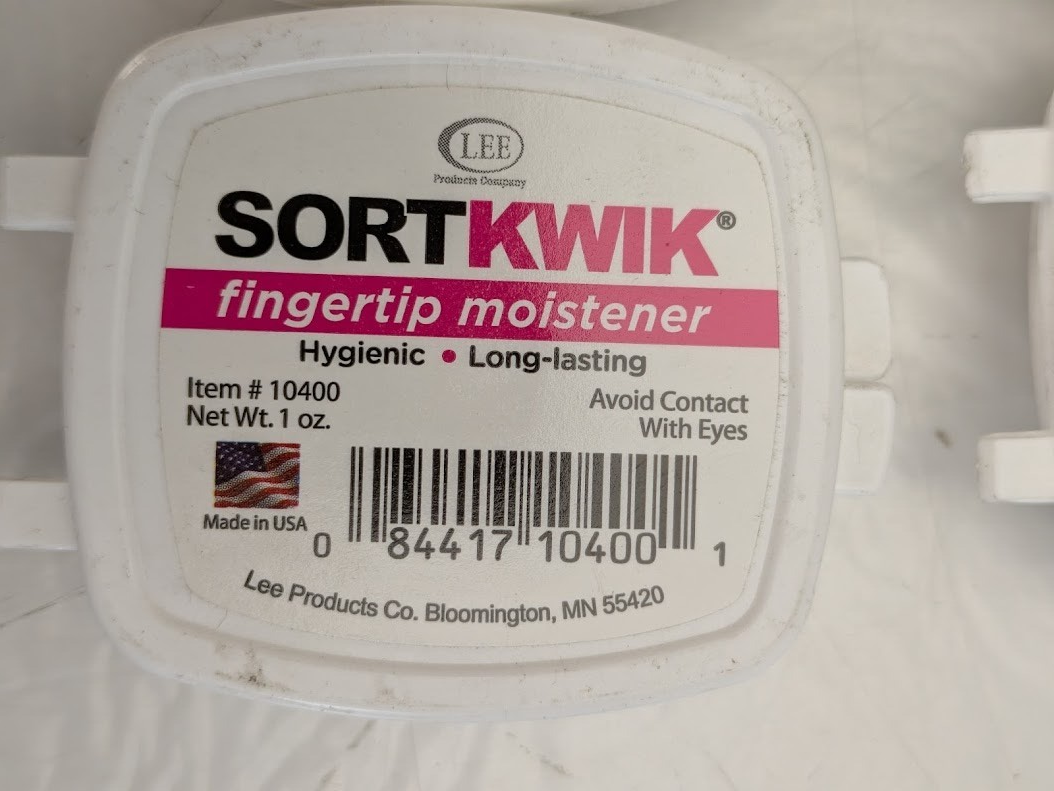 LEE
Products Company
SORTKWIK®
fingertip moistener
Hygienic • Long-lasting
Item # 10400
Net Wt. 1 oz.
Avoid Contact
With Eyes
Made in USA
0 84417 10400 1
Lee Products Co. Bloomington, MN 55420